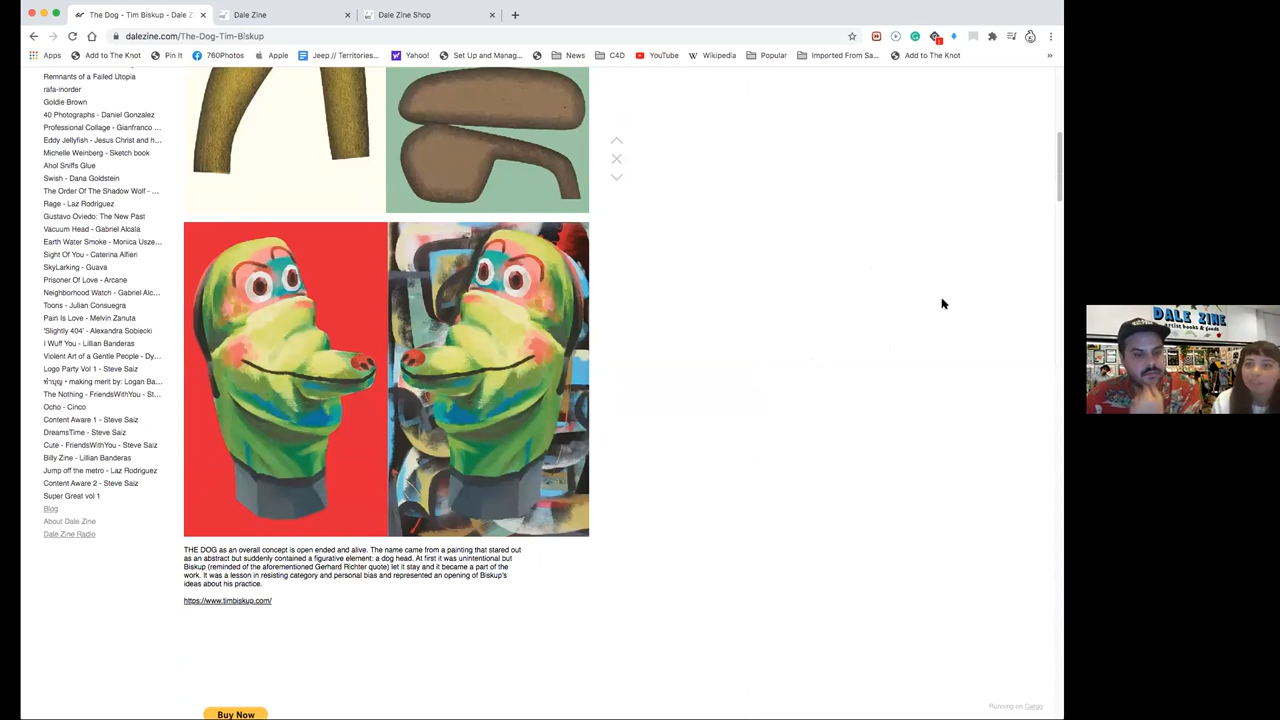 The Dog - Tim Biskup - Dale Z
Dale Zine
Dale Zine Shop
dalezine.com/The-Dog-Tim-Biskup
Apps
Add to The Knot
Pin It
760Photos
Apple
Jeep // Territories...
Yahoo!
Set Up and Manag...
News
C4D
YouTube
Wikipedia
Popular
Imported From Sa...
Add to The Knot
Remnants of a Failed Utopia
rafa-inorder
Goldie Brown
40 Photographs - Daniel Gonzalez
Professional Collage - Gianfranco ...
Eddy Jellyfish - Jesus Christ and h...
Michelle Weinberg - Sketch book
Ahol Sniffs Glue
Swish - Dana Goldstein
The Order Of The Shadow Wolf - ...
Rage - Laz Rodriguez
Gustavo Oviedo: The New Past
Vacuum Head - Gabriel Alcala
Earth Water Smoke - Monica Usze...
Sight Of You - Caterina Alfieri
SkyLarking - Guava
Prisoner Of Love - Arcane
Neighborhood Watch - Gabriel Alc...
Toons - Julian Consuegra
Pain Is Love - Melvin Zanuta
'Slightly 404' - Alexandra Sobiecki
I Wuff You - Lillian Banderas
Violent Art of a Gentle People - Dy...
Logo Party Vol 1 - Steve Saiz
• making merit by: Logan Ba...
The Nothing - FriendsWithYou - St...
Ocho - Cinco
Content Aware 1 - Steve Saiz
DreamsTime - Steve Saiz
Cute - FriendsWithYou - Steve Saiz
Billy Zine - Lillian Banderas
Jump off the metro - Laz Rodriguez
Content Aware 2 - Steve Saiz
Super Great vol 1
Blog
About Dale Zine
Dale Zine Radio
THE DOG as an overall concept is open ended and alive. The name came from a painting that stared out
as an abstract but suddenly contained a figurative element: a dog head. At first it was unintentional but
Biskup (reminded of the aforementioned Gerhard Richter quote) let it stay and it became a part of the
work. It was a lesson in resisting category and personal bias and represented an opening of Biskup's
ideas about his practice.
https://www.timbiskup.com/
Buy Now
Running on Cargo
DALE ZINE
artist books & goods